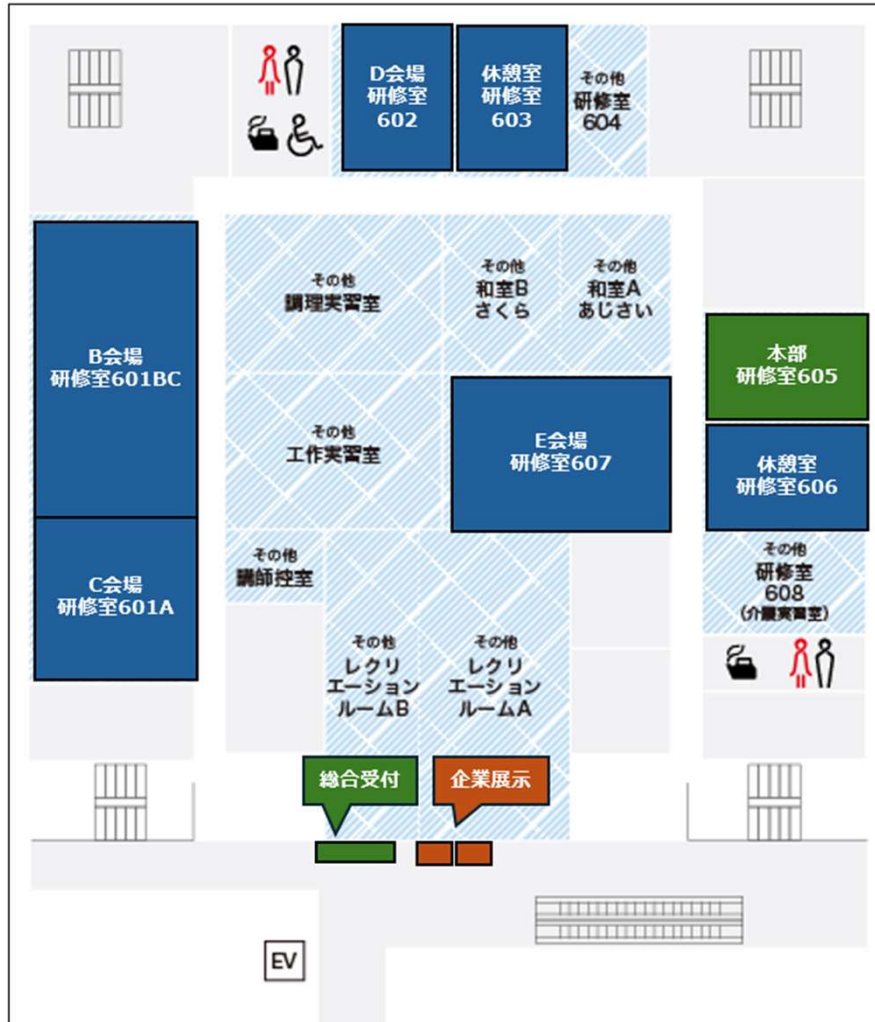 D会場
研修室
602
休憩室
研修室
603
その他
研修室
604
その他
調理実習室
その他
和室B
さくら
その他
和室A
あじさい
B会場
研修室601BC
本部
研修室605
その他
工作実習室
E会場
研修室607
休憩室
研修室606
C会場
研修室601A
その他
講師控室
その他
研修室
608
(介護実習室)
その他
レクリ
エーション
ルームB
その他
レクリ
エーション
ルームA
総合受付
企業展示
EV